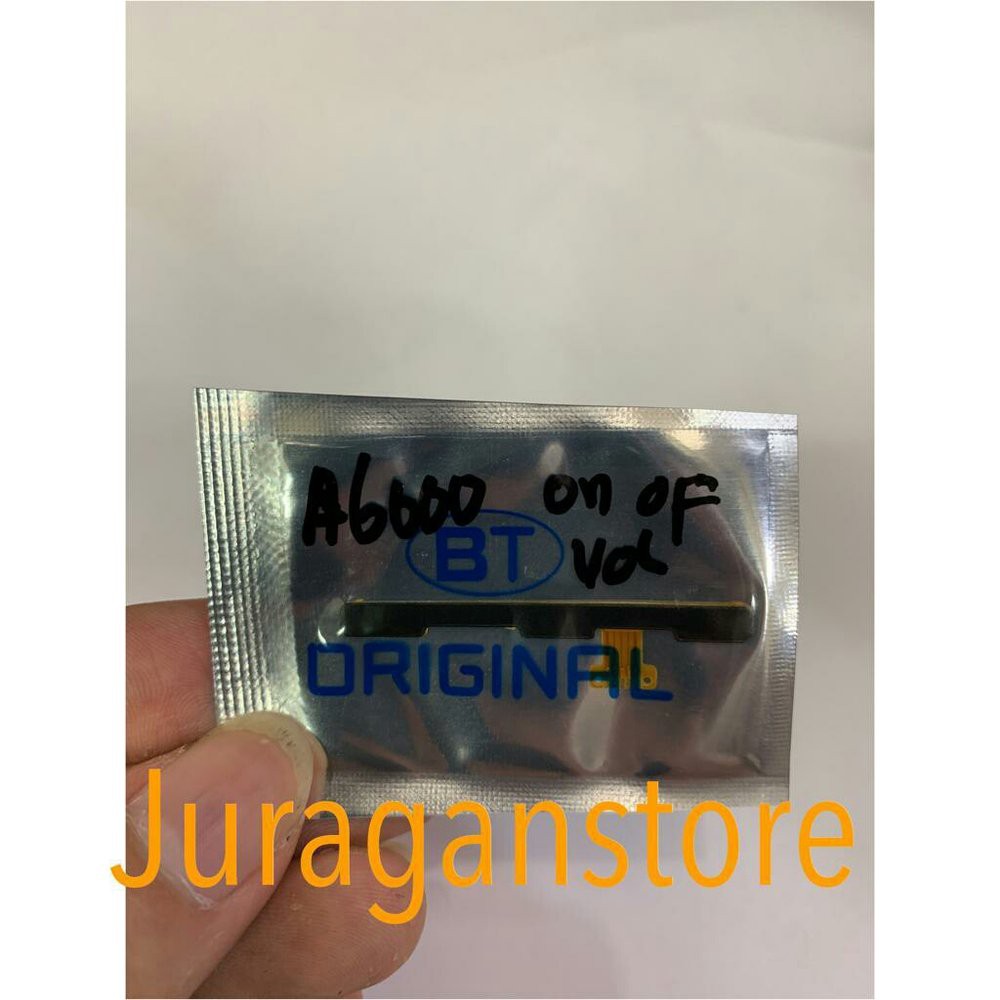 A6000 on oF
Vol
BT
ORIGINAL
Juraganstore